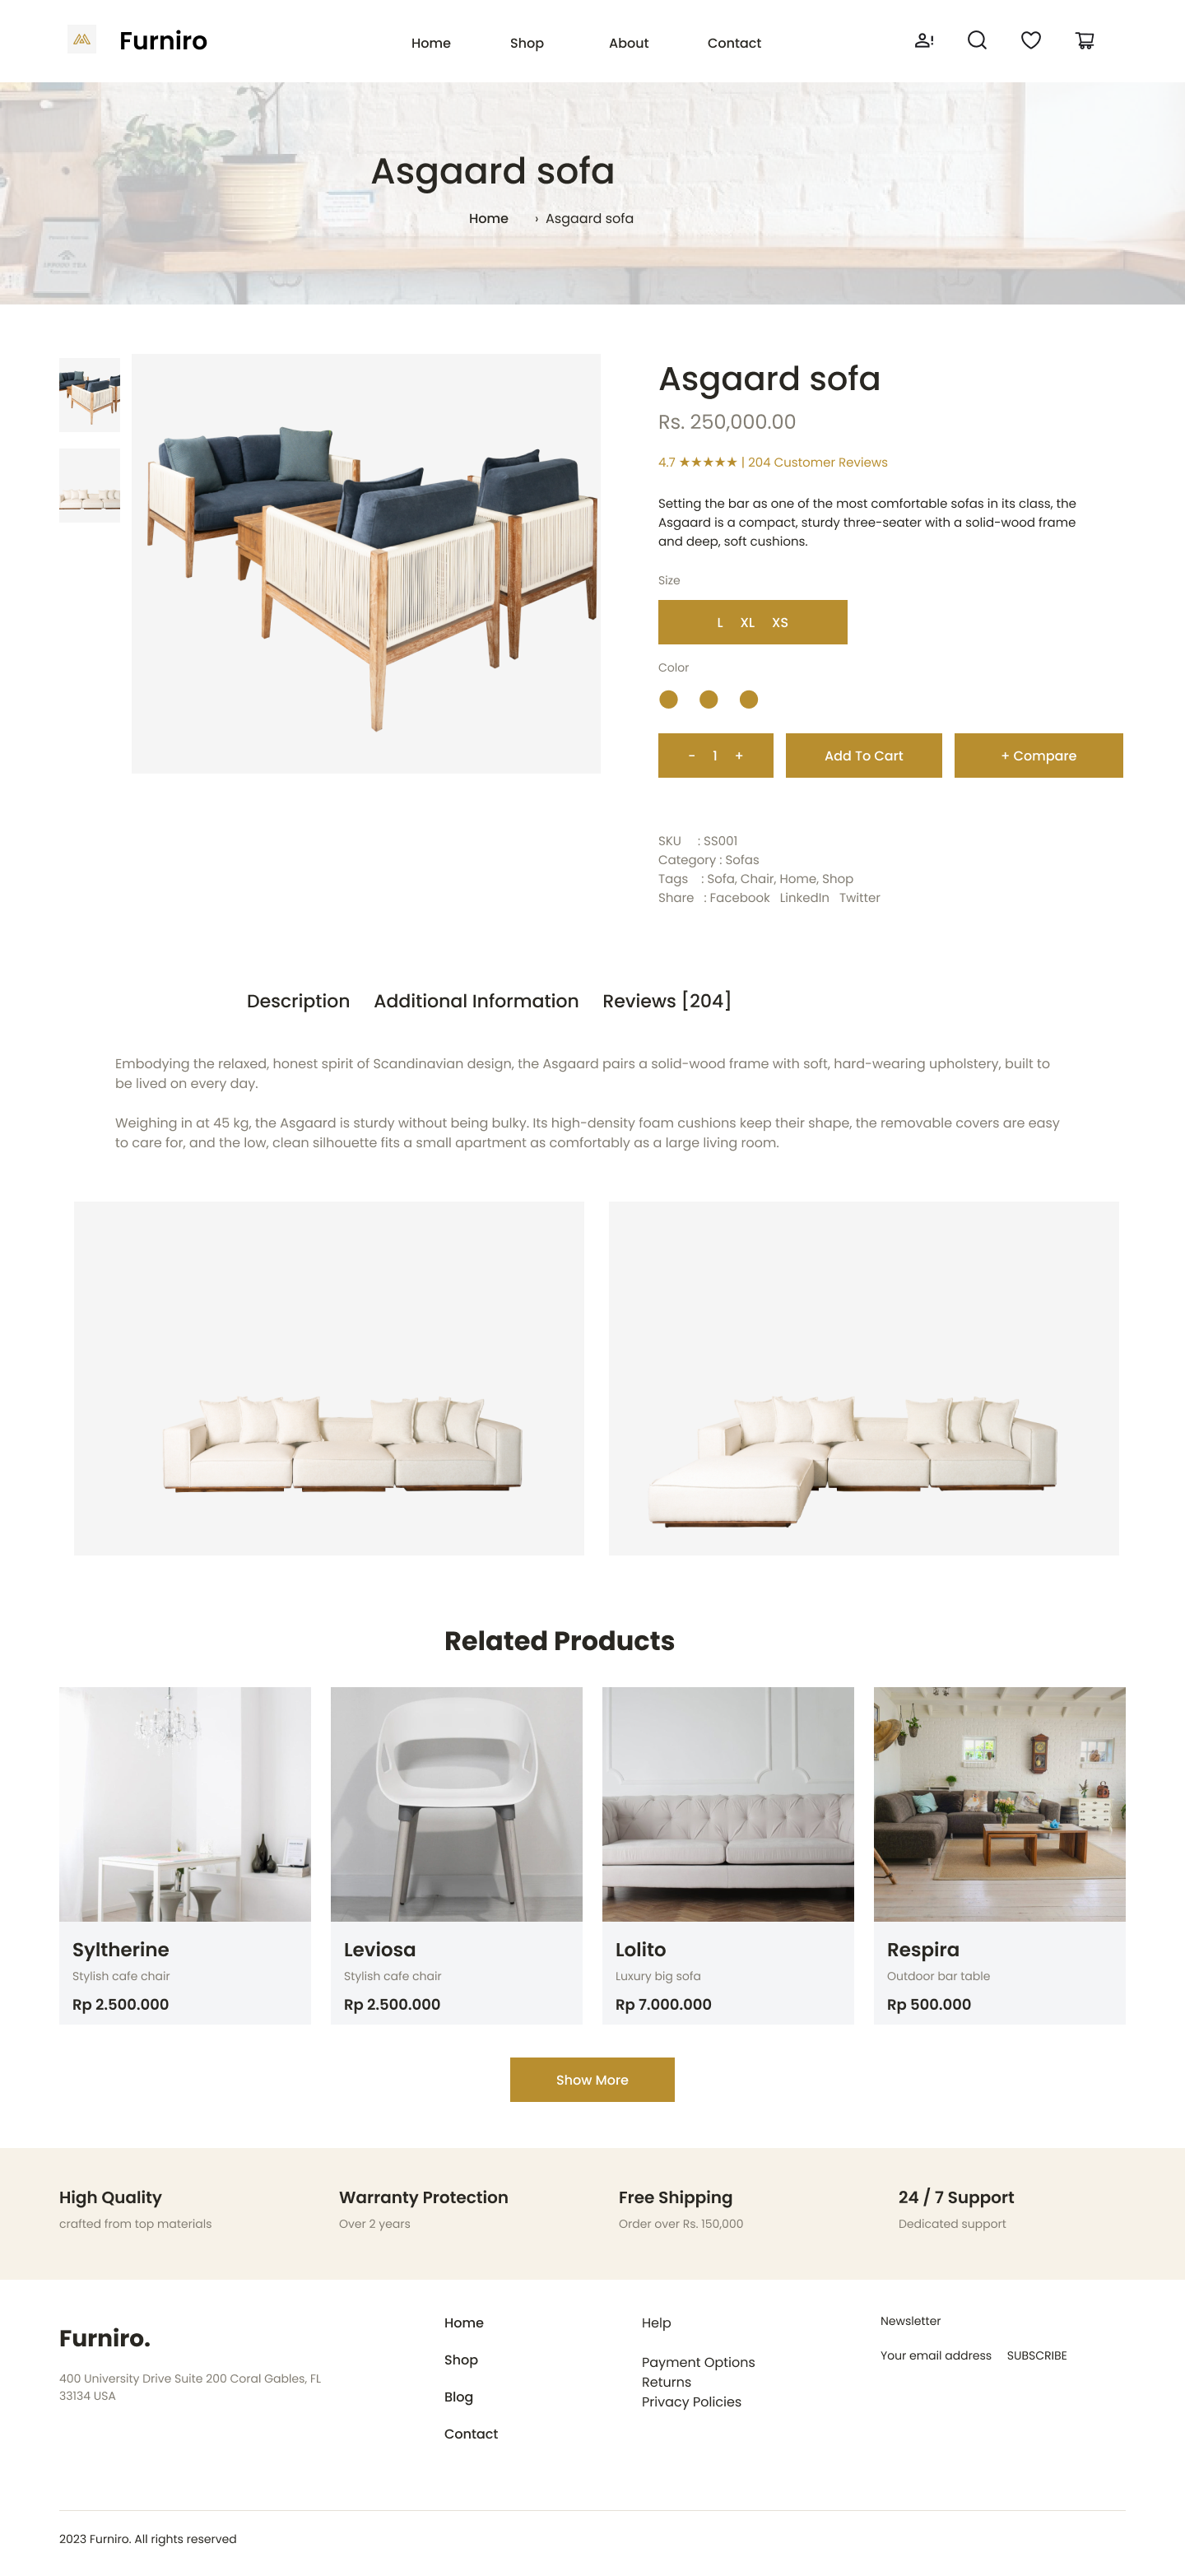 Furniro
Home Shop About Contact
Asgaard sofa
Home › Asgaard sofa
Asgaard sofa
Rs. 250,000.00
4.7 ★★★★★ | 204 Customer Reviews
Setting the bar as one of the most comfortable sofas in its class, the
Asgaard is a compact, sturdy three-seater with a solid-wood frame
and deep, soft cushions.
Size
L XL XS
Color
- 1 +
Add To Cart
+ Compare
SKU : SS001
Category : Sofas
Tags : Sofa, Chair, Home, Shop
Share : Facebook LinkedIn Twitter
Description Additional Information Reviews [204]
Embodying the relaxed, honest spirit of Scandinavian design, the Asgaard pairs a solid-wood frame with soft, hard-wearing upholstery, built to
be lived on every day.
Weighing in at 45 kg, the Asgaard is sturdy without being bulky. Its high-density foam cushions keep their shape, the removable covers are easy
to care for, and the low, clean silhouette fits a small apartment as comfortably as a large living room.
Related Products
Syltherine
Stylish cafe chair
Rp 2.500.000
Leviosa
Stylish cafe chair
Rp 2.500.000
Lolito
Luxury big sofa
Rp 7.000.000
Respira
Outdoor bar table
Rp 500.000
Show More
High Quality
crafted from top materials
Warranty Protection
Over 2 years
Free Shipping
Order over Rs. 150,000
24 / 7 Support
Dedicated support
Furniro.
400 University Drive Suite 200 Coral Gables, FL
33134 USA
Home
Shop
Blog
Contact
Help
Payment Options
Returns
Privacy Policies
Newsletter
Your email address SUBSCRIBE
2023 Furniro. All rights reserved